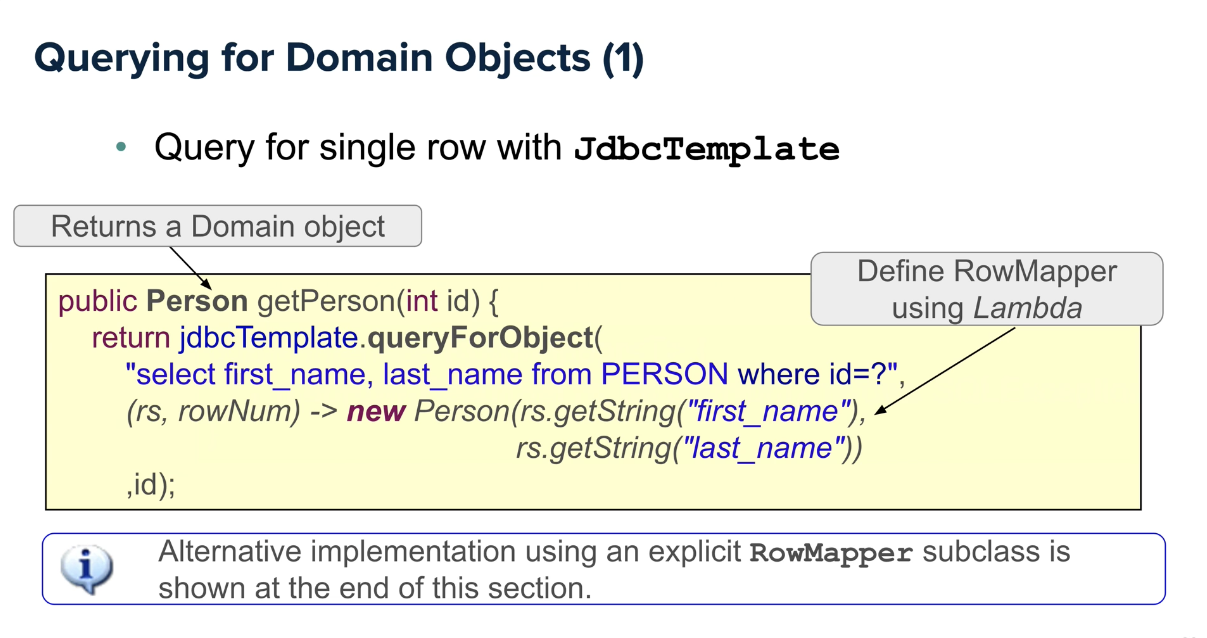 Querying for Domain Objects (1)
• Query for single row with JdbcTemplate
Returns a Domain object
Define RowMapper
using Lambda
public Person getPerson(int id) {
return jdbcTemplate.queryForObject(
"select first_name, last_name from PERSON where id=?",
(rs, rowNum) -> new Person(rs.getString("first_name"),
rs.getString("last_name"))
,id);
Alternative implementation using an explicit RowMapper subclass is
shown at the end of this section.